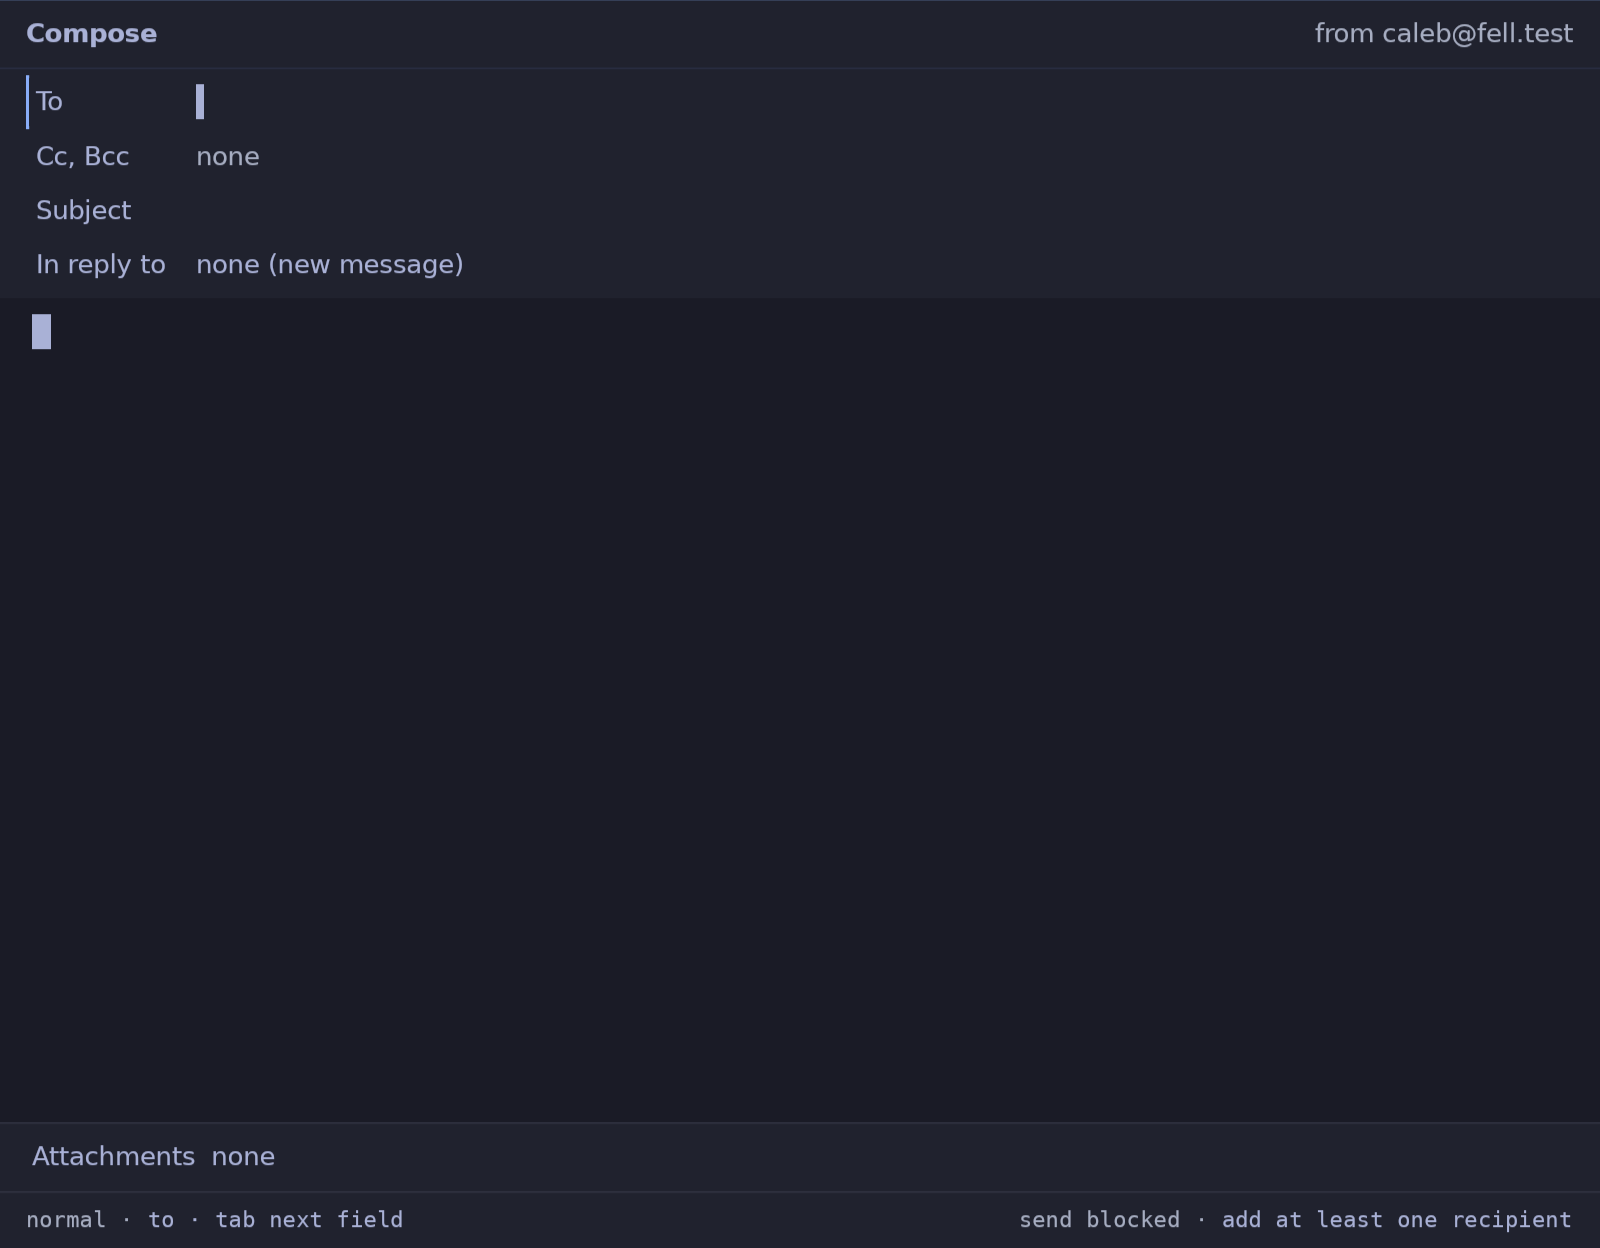 Compose from caleb@fell.test
To
Cc, Bcc none
Subject
In reply to none (new message)
Attachments none
normal · to · tab next field send blocked · add at least one recipient